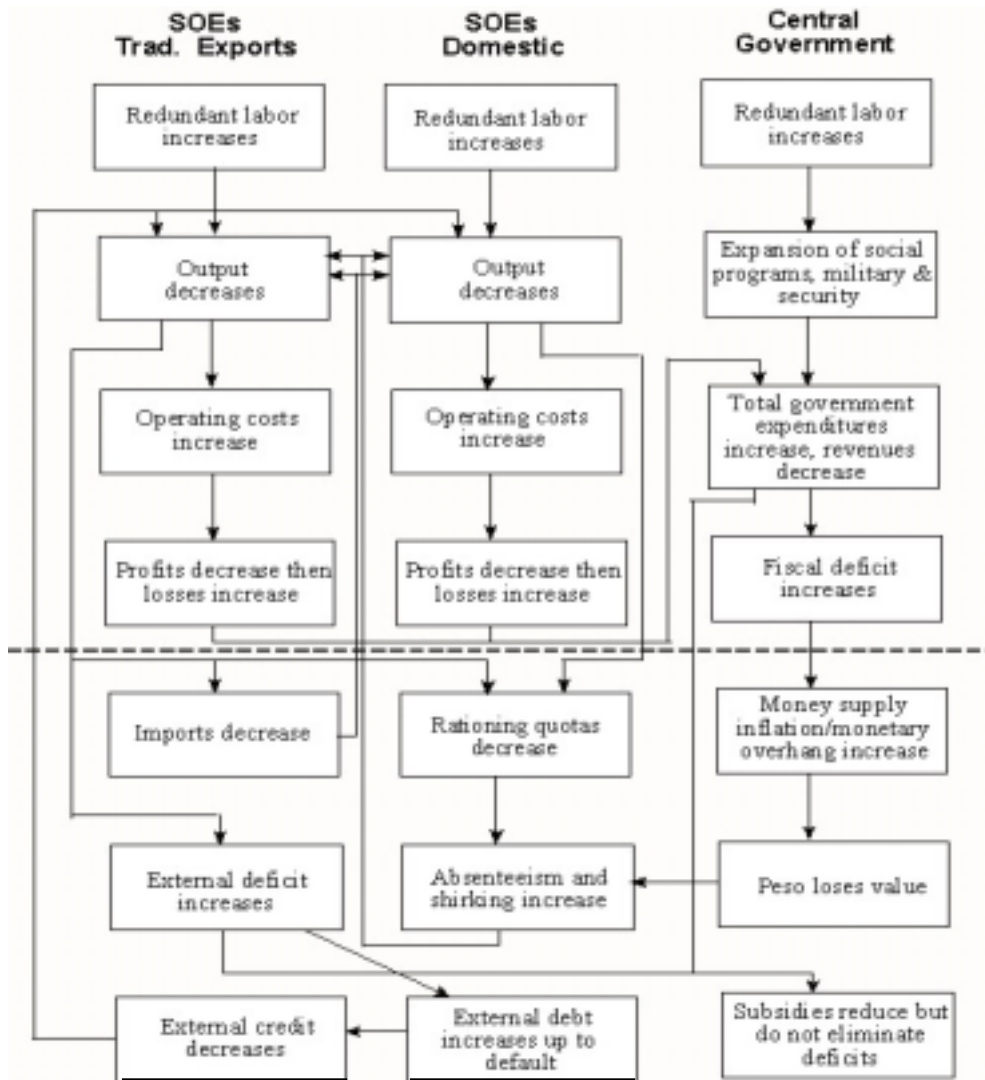 SOEs
Trad. Exports
SOEs
Domestic
Central
Government
Redundant labor
increases
Redundant labor
increases
Redundant labor
increases
Output
decreases
Output
decreases
Expansion of social
programs, military &
security
Operating costs
increase
Operating costs
increase
Total government
expenditures
increase, revenues
decrease
Profits decrease then
losses increase
Profits decrease then
losses increase
Fiscal deficit
increases
Imports decrease
Rationing quotas
decrease
Money supply
inflation/monetary
overhang increase
External deficit
increases
Absenteeism and
shirking increase
Peso loses value
External credit
decreases
External debt
increases up to
default
Subsidies reduce but
do not eliminate
deficits